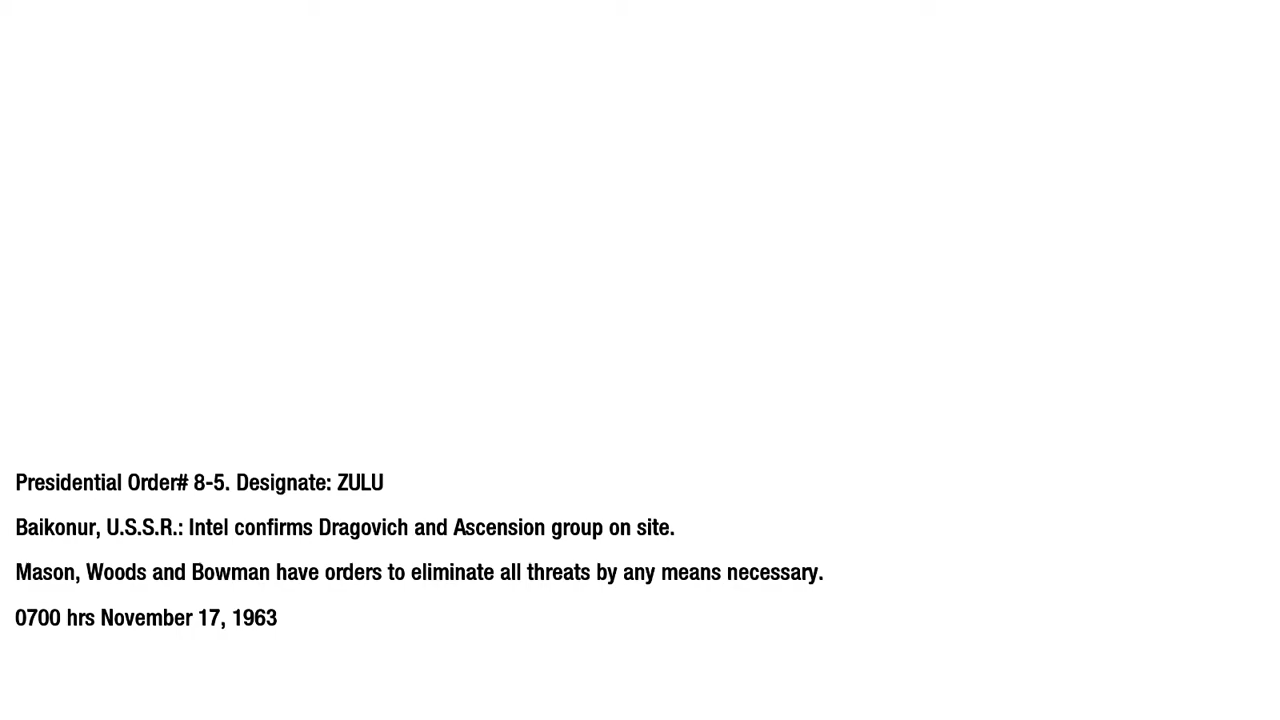 Presidential Order# 8-5. Designate: ZULU
Baikonur, U.S.S.R.: Intel confirms Dragovich and Ascension group on site.
Mason, Woods and Bowman have orders to eliminate all threats by any means necessary.
0700 hrs November 17, 1963